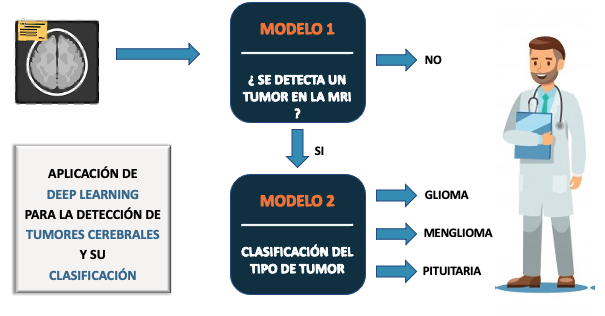 MODELO 1
¿ SE DETECTA UN
TUMOR EN LA MRI
?
NO
SI
APLICACIÓN DE
DEEP LEARNING
PARA LA DETECCIÓN DE
TUMORES CEREBRALES
Y SU
CLASIFICACIÓN
MODELO 2
CLASIFICACIÓN DEL
TIPO DE TUMOR
GLIOMA
MENGLIOMA
PITUITARIA